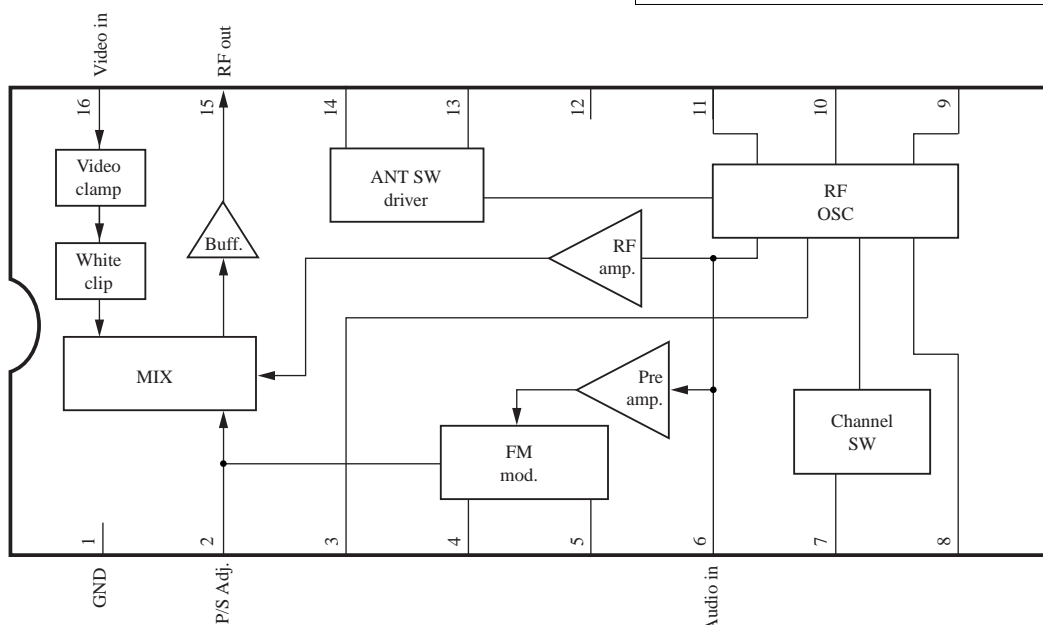 Video in
RF out
16
15
14
13
12
11
10
9
Video
clamp
ANT SW
driver
RF
OSC
Buff.
White
clip
RF
amp.
MIX
Pre
amp.
Channel
SW
FM
mod.
1
2
3
4
5
6
7
8
GND
P/S Adj.
Audio in